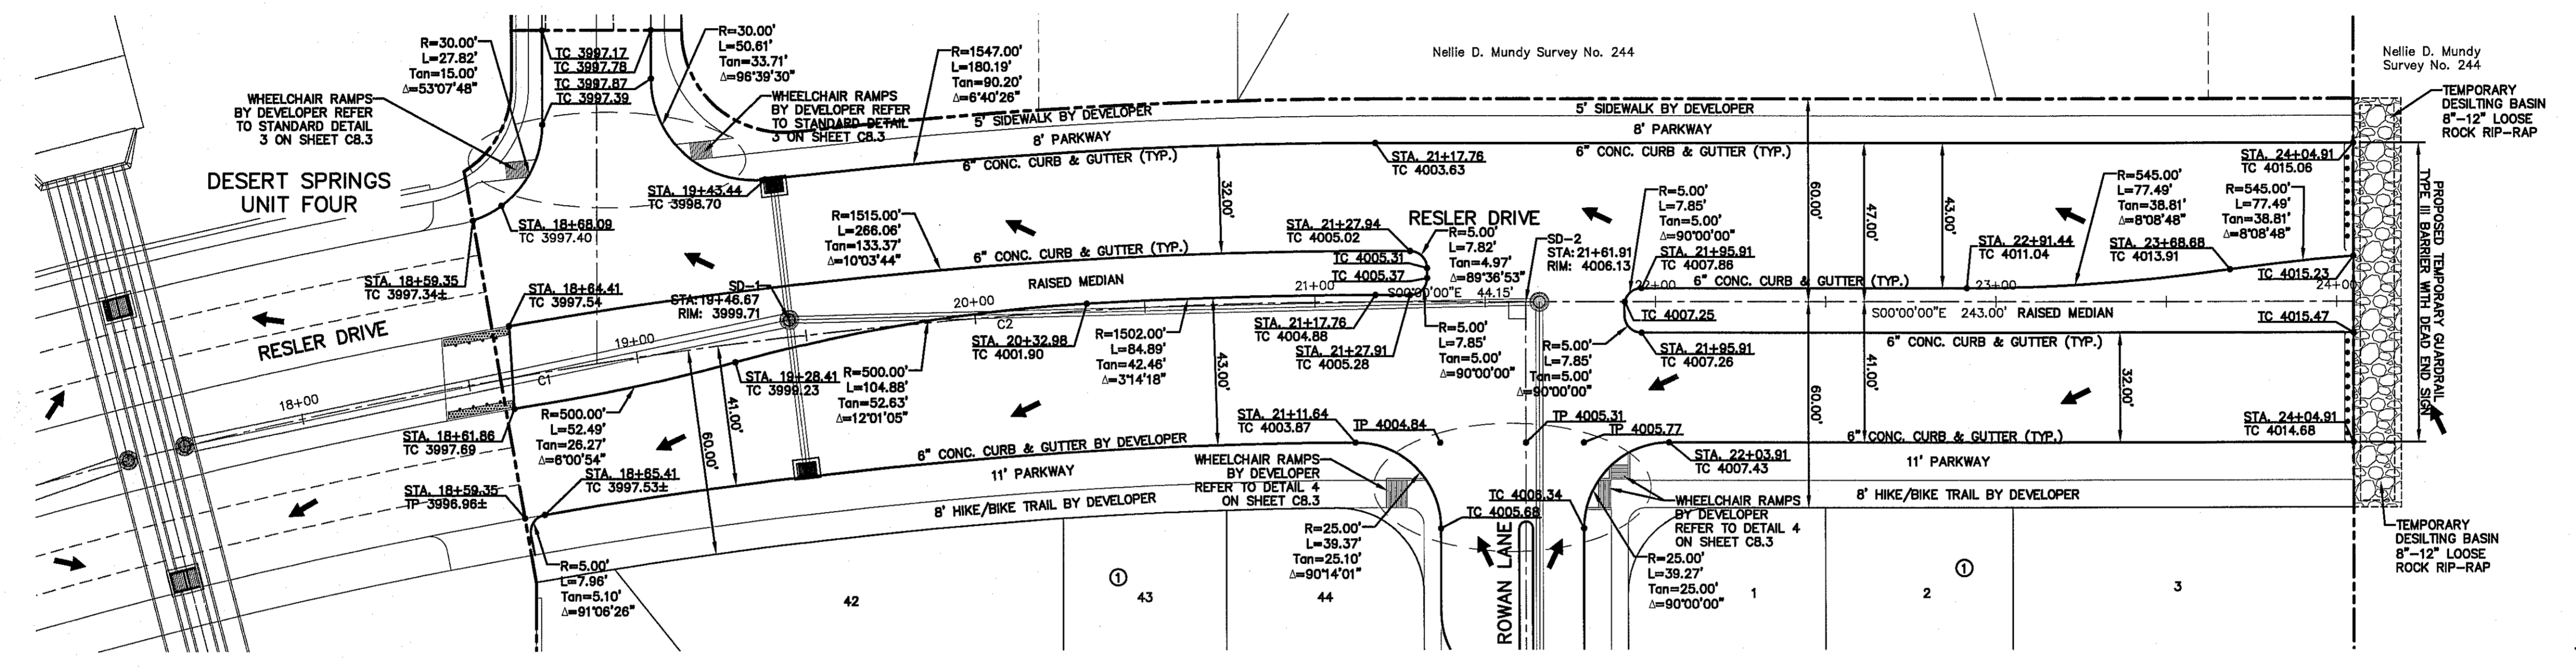 R=30.00'
L=27.82'
Tan=15.00'
Δ=53°07'48"
WHEELCHAIR RAMPS
BY DEVELOPER REFER
TO STANDARD DETAIL
3 ON SHEET C8.3
DESERT SPRINGS
UNIT FOUR
TC 3997.17
TC 3997.78
TC 3997.87
TC 3997.39
R=30.00'
L=50.61'
Tan=33.71'
Δ=96°39'30"
WHEELCHAIR RAMPS
BY DEVELOPER REFER
TO STANDARD DETAIL
3 ON SHEET C8.3
R=1547.00'
L=180.19'
Tan=90.20'
Δ=6°40'26"
Nellie D. Mundy Survey No. 244
Nellie D. Mundy
Survey No. 244
5' SIDEWALK BY DEVELOPER
8' PARKWAY
6" CONC. CURB & GUTTER (TYP.)
5' SIDEWALK BY DEVELOPER
8' PARKWAY
6" CONC. CURB & GUTTER (TYP.)
TEMPORARY
DESILTING BASIN
8"-12" LOOSE
ROCK RIP-RAP
STA. 21+17.76
TC 4003.63
STA. 24+04.91
TC 4015.06
STA. 19+43.44
TC 3998.70
STA. 18+68.09
TC 3997.40
STA. 18+59.35
TC 3997.34±
STA. 18+64.41
TC 3997.54
SD-1
STA:19+46.67
RIM: 3999.71
R=1515.00'
L=266.06'
Tan=133.37'
Δ=10°03'44"
32.00'
6" CONC. CURB & GUTTER (TYP.)
RAISED MEDIAN
STA. 21+27.94
TC 4005.02
TC 4005.31
TC 4005.37
RESLER DRIVE
R=5.00'
L=7.82'
Tan=4.97'
Δ=89°36'53"
SD-2
STA:21+61.91
RIM: 4006.13
R=5.00'
L=7.85'
Tan=5.00'
Δ=90°00'00"
STA. 21+95.91
TC 4007.86
60.00'
47.00'
43.00'
STA. 22+91.44
TC 4011.04
R=545.00'
L=77.49'
Tan=38.81'
Δ=8°08'48"
STA. 23+68.68
TC 4013.91
R=545.00'
L=77.49'
Tan=38.81'
Δ=8°08'48"
TC 4015.23
PROPOSED TEMPORARY GUARDRAIL
TYPE III BARRIER WITH DEAD END SIGN
RESLER DRIVE
18+00
C1
19+00
20+00
C2
21+00
S00°00'00"E 44.15'
22+00
6" CONC. CURB & GUTTER (TYP.)
23+00
24+00
TC 4007.25
S00°00'00"E 243.00'
RAISED MEDIAN
TC 4015.47
STA. 20+32.98
TC 4001.90
R=1502.00'
L=84.89'
Tan=42.46'
Δ=3°14'18"
43.00'
STA. 21+17.76
TC 4004.88
STA. 21+27.91
TC 4005.28
R=5.00'
L=7.85'
Tan=5.00'
Δ=90°00'00"
R=5.00'
L=7.85'
Tan=5.00'
Δ=90°00'00"
STA. 21+95.91
TC 4007.26
6" CONC. CURB & GUTTER (TYP.)
41.00'
60.00'
32.00'
STA. 19+28.41
TC 3999.23
R=500.00'
L=104.88'
Tan=52.63'
Δ=12°01'05"
41.00'
60.00'
R=500.00'
L=52.49'
Tan=26.27'
Δ=6°00'54"
STA. 18+61.86
TC 3997.69
STA. 18+65.41
TC 3997.53±
STA. 18+59.35
TP 3996.96±
R=5.00'
L=7.96'
Tan=5.10'
Δ=91°06'26"
6" CONC. CURB & GUTTER BY DEVELOPER
11' PARKWAY
8' HIKE/BIKE TRAIL BY DEVELOPER
STA. 21+11.64
TC 4003.87
TP 4004.84
TP 4005.31
TP 4005.77
WHEELCHAIR RAMPS
BY DEVELOPER
REFER TO DETAIL 4
ON SHEET C8.3
TC 4006.34
TC 4005.68
R=25.00'
L=39.37'
Tan=25.10'
Δ=90°14'01"
STA. 22+03.91
TC 4007.43
6" CONC. CURB & GUTTER (TYP.)
11' PARKWAY
8' HIKE/BIKE TRAIL BY DEVELOPER
STA. 24+04.91
TC 4014.68
WHEELCHAIR RAMPS
BY DEVELOPER
REFER TO DETAIL 4
ON SHEET C8.3
R=25.00'
L=39.27'
Tan=25.00'
Δ=90°00'00"
TEMPORARY
DESILTING BASIN
8"-12" LOOSE
ROCK RIP-RAP
ROWAN LANE
42
1
43
44
1
2
1
3